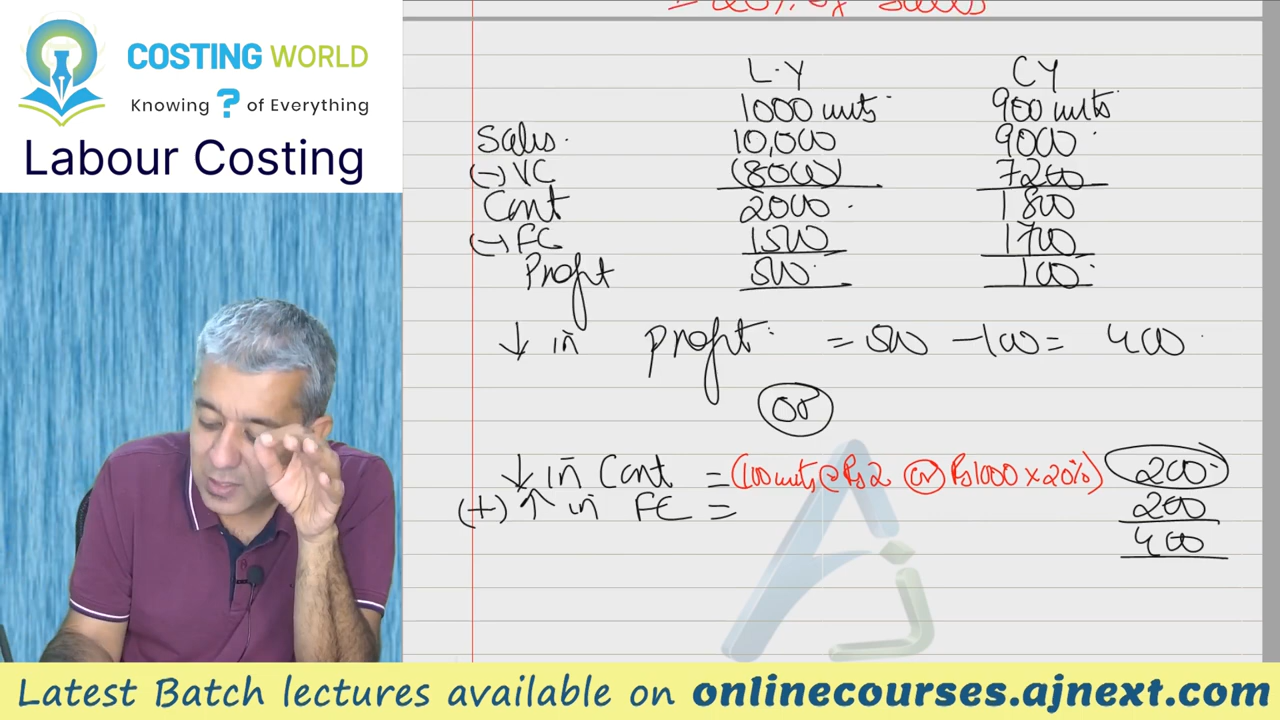 COSTING WORLD
Knowing ? of Everything
Labour Costing
L.Y CY
1000 units 900 units
Sales 10,000 9000
(-) VC (8000) 7200
Cont 2000 1800
(-) FC 1500 1700
Profit 500 100
↓ in profit = 500 - 100 = 400
or
↓ in Cont = (100 units @ Rs 2 or Rs 1000 × 20%) 200
(+) ↑ in FC = 200
400
Latest Batch lectures available on onlinecourses.ajnext.com